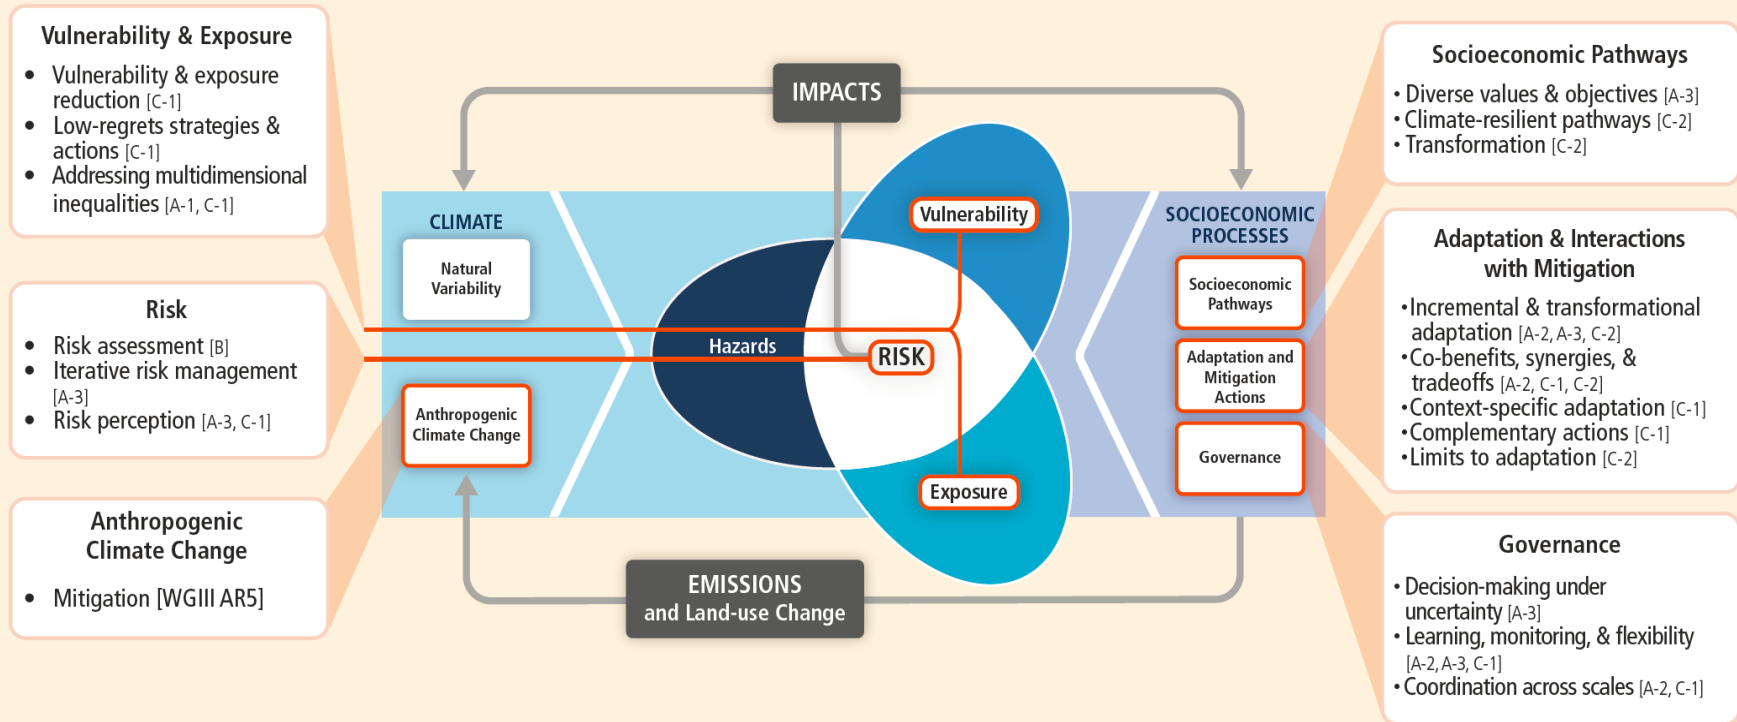 Vulnerability & Exposure
• Vulnerability & exposure
reduction [C-1]
• Low-regrets strategies &
actions [C-1]
• Addressing multidimensional
inequalities [A-1, C-1]
Risk
• Risk assessment [B]
• Iterative risk management
[A-3]
• Risk perception [A-3, C-1]
Anthropogenic
Climate Change
• Mitigation [WGIII AR5]
IMPACTS
CLIMATE
Natural
Variability
Anthropogenic
Climate Change
Hazards
Vulnerability
RISK
Exposure
EMISSIONS
and Land-use Change
SOCIOECONOMIC
PROCESSES
Socioeconomic
Pathways
Adaptation and
Mitigation
Actions
Governance
Socioeconomic Pathways
• Diverse values & objectives [A-3]
• Climate-resilient pathways [C-2]
• Transformation [C-2]
Adaptation & Interactions
with Mitigation
• Incremental & transformational
adaptation [A-2, A-3, C-2]
• Co-benefits, synergies, &
tradeoffs [A-2, C-1, C-2]
• Context-specific adaptation [C-1]
• Complementary actions [C-1]
• Limits to adaptation [C-2]
Governance
• Decision-making under
uncertainty [A-3]
• Learning, monitoring, & flexibility
[A-2, A-3, C-1]
• Coordination across scales [A-2, C-1]